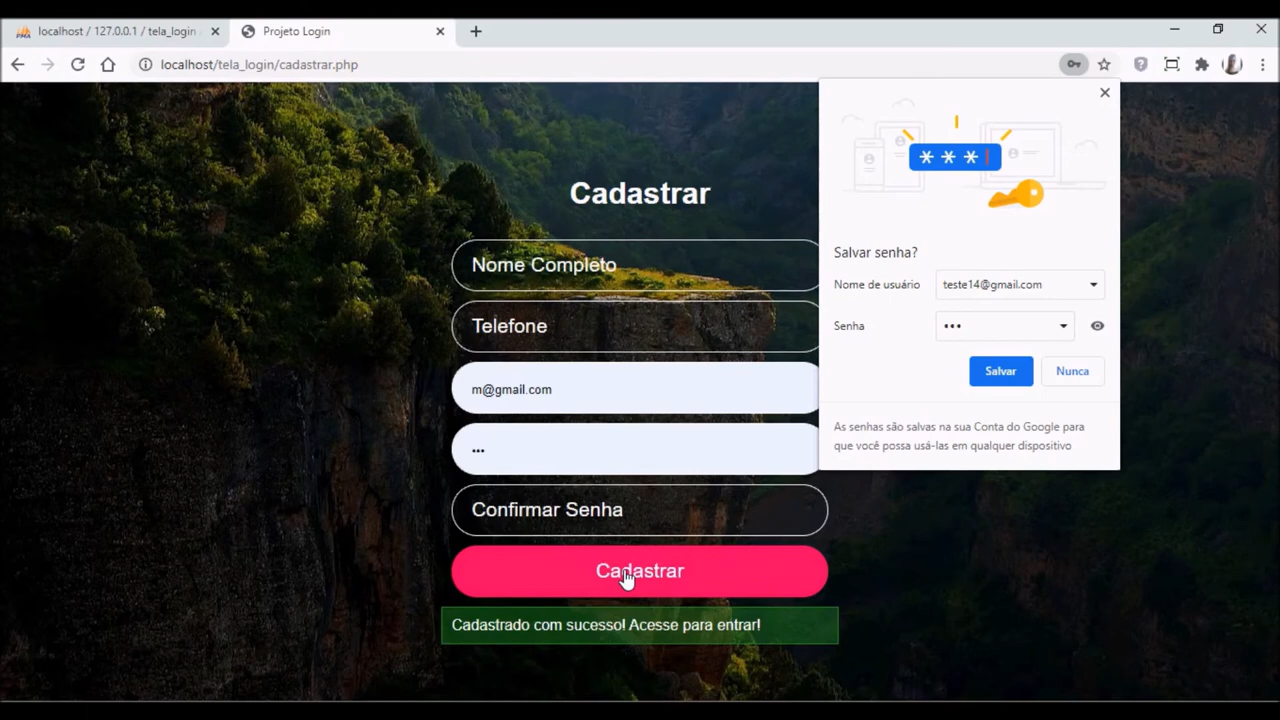 localhost / 127.0.0.1 / tela_login
Projeto Login
localhost/tela_login/cadastrar.php
Cadastrar
Nome Completo
Telefone
m@gmail.com
•••
Confirmar Senha
Cadastrar
Cadastrado com sucesso! Acesse para entrar!
***
Salvar senha?
Nome de usuário
teste14@gmail.com
Senha
•••
Salvar
Nunca
As senhas são salvas na sua Conta do Google para
que você possa usá-las em qualquer dispositivo